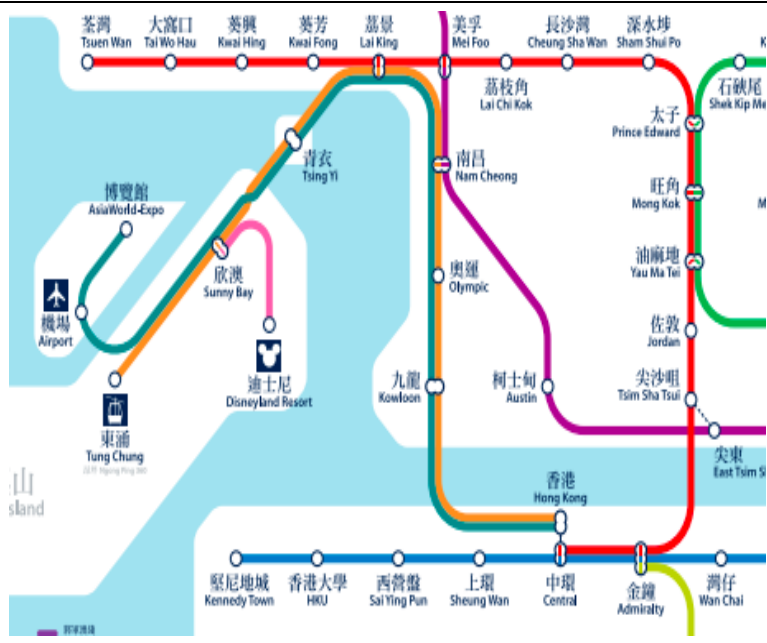 荃灣
Tsuen Wan
大窩口
Tai Wo Hau
葵興
Kwai Hing
葵芳
Kwai Fong
荔景
Lai King
美孚
Mei Foo
長沙灣
Cheung Sha Wan
深水埗
Sham Shui Po
K
荔枝角
Lai Chi Kok
石硤尾
Shek Kip Me
太子
Prince Edward
青衣
Tsing Yi
南昌
Nam Cheong
旺角
Mong Kok
M
博覽館
AsiaWorld-Expo
欣澳
Sunny Bay
奧運
Olympic
油麻地
Yau Ma Tei
機場
Airport
佐敦
Jordan
迪士尼
Disneyland Resort
九龍
Kowloon
柯士甸
Austin
尖沙咀
Tsim Sha Tsui
東涌
Tung Chung
尖東
East Tsim S
山
island
香港
Hong Kong
堅尼地城
Kennedy Town
香港大學
HKU
西營盤
Sai Ying Pun
上環
Sheung Wan
中環
Central
金鐘
Admiralty
灣仔
Wan Chai